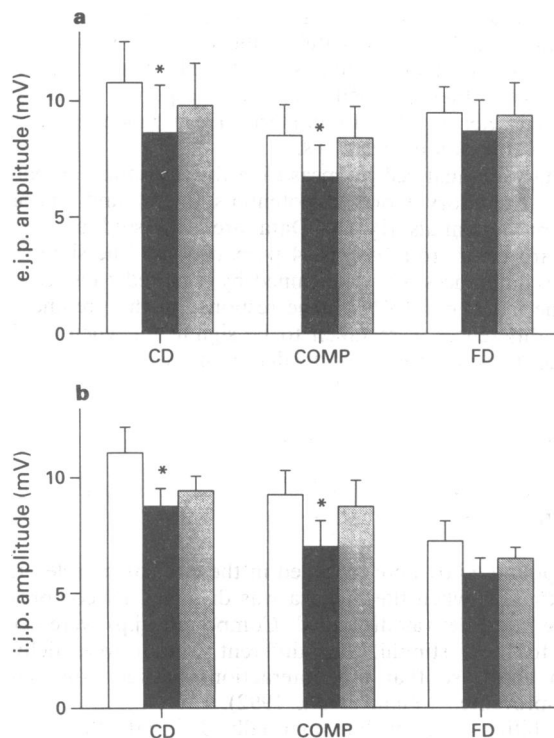 a
e.j.p. amplitude (mV)
10
5
0
*
*
CD COMP FD
b
i.j.p. amplitude (mV)
10
5
0
*
*
CD COMP FD